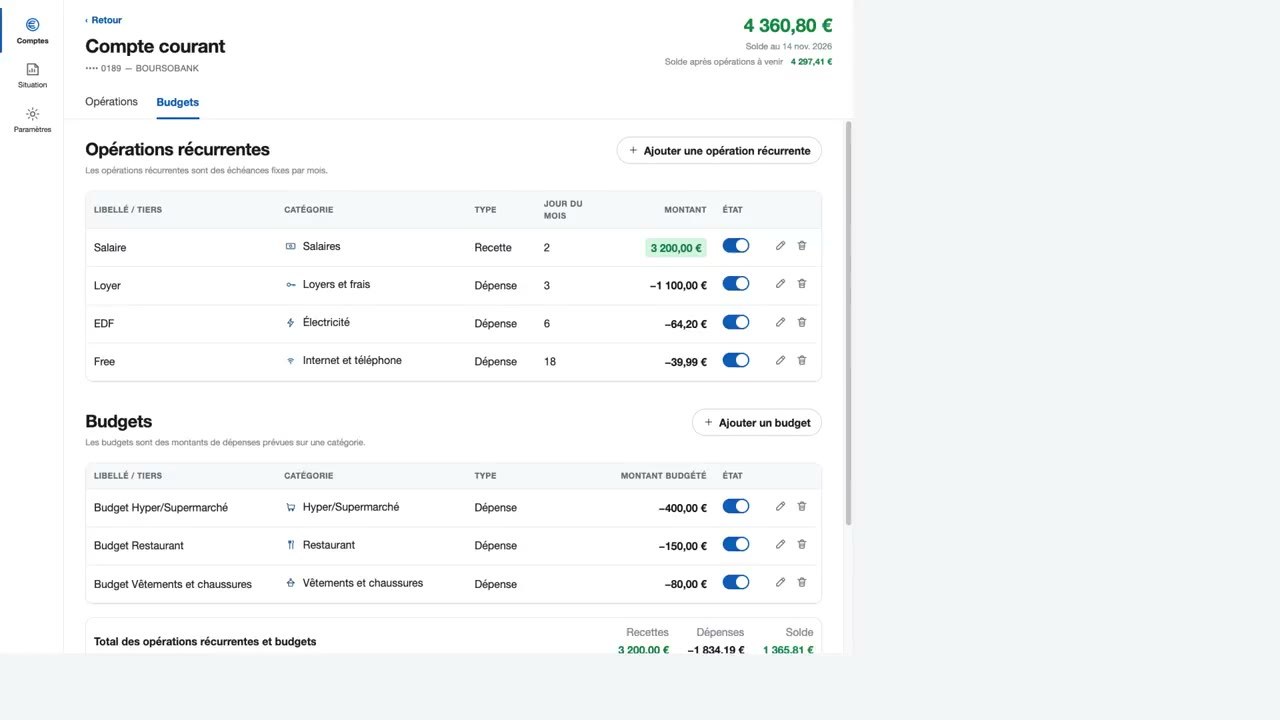 Comptes
Situation
Paramètres
‹ Retour
Compte courant
•••• 0189 — BOURSOBANK
4 360,80 €
Solde au 14 nov. 2026
Solde après opérations à venir 4 297,41 €
Opérations Budgets
Opérations récurrentes
Les opérations récurrentes sont des échéances fixes par mois.
+ Ajouter une opération récurrente
LIBELLÉ / TIERS CATÉGORIE TYPE JOUR DU MOIS MONTANT ÉTAT
Salaire Salaires Recette 2 3 200,00 €
Loyer Loyers et frais Dépense 3 −1 100,00 €
EDF Électricité Dépense 6 −64,20 €
Free Internet et téléphone Dépense 18 −39,99 €
Budgets
Les budgets sont des montants de dépenses prévues sur une catégorie.
+ Ajouter un budget
LIBELLÉ / TIERS CATÉGORIE TYPE MONTANT BUDGÉTÉ ÉTAT
Budget Hyper/Supermarché Hyper/Supermarché Dépense −400,00 €
Budget Restaurant Restaurant Dépense −150,00 €
Budget Vêtements et chaussures Vêtements et chaussures Dépense −80,00 €
Total des opérations récurrentes et budgets
Recettes Dépenses Solde
3 200,00 € −1 834,19 € 1 365,81 €